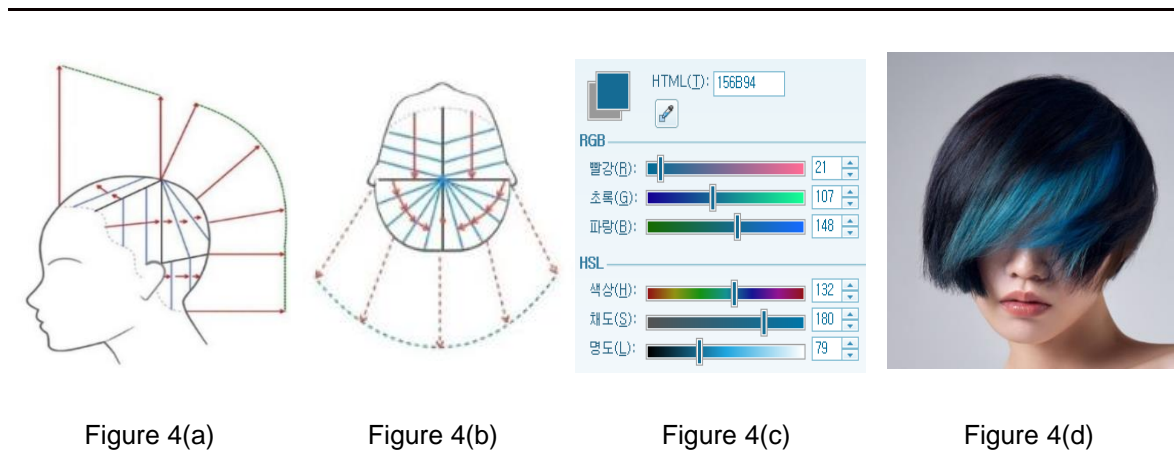 HTML(T): 156B94
RGB
빨강(R): 21
초록(G): 107
파랑(B): 148
HSL
색상(H): 132
채도(S): 180
명도(L): 79
Figure 4(a) Figure 4(b) Figure 4(c) Figure 4(d)